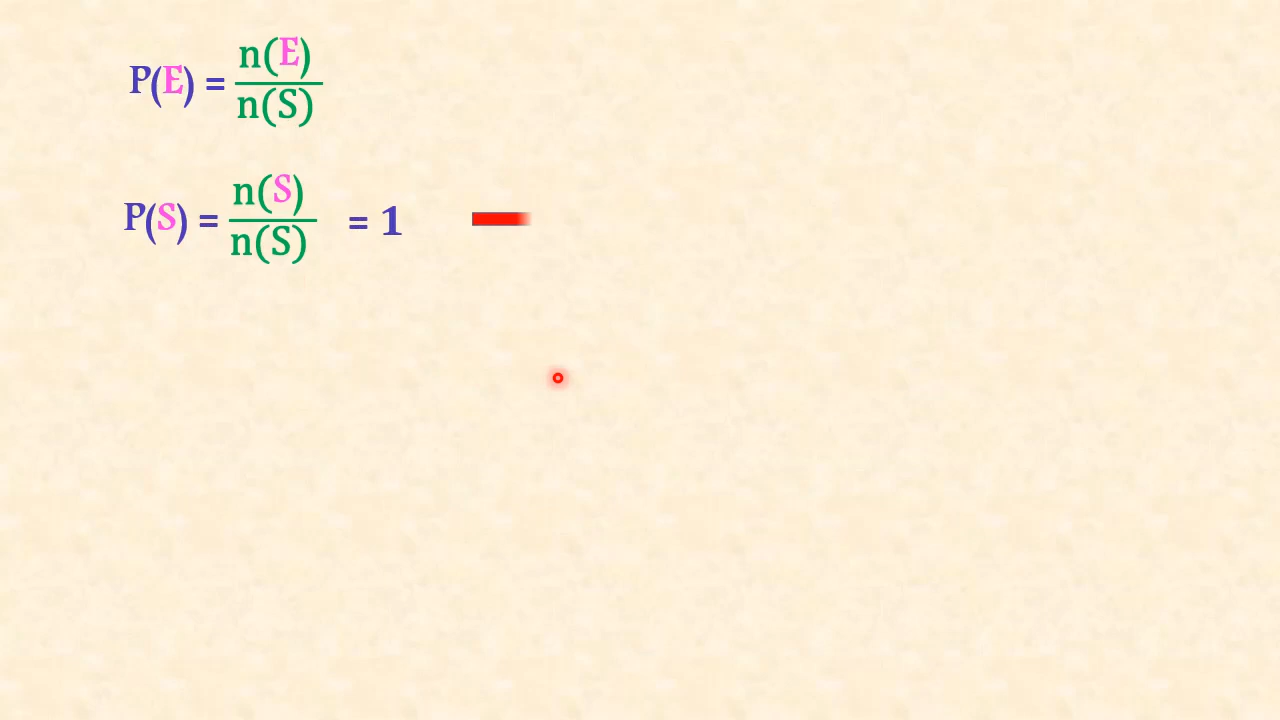 P(E) = n(E)/n(S)
P(S) = n(S)/n(S) = 1